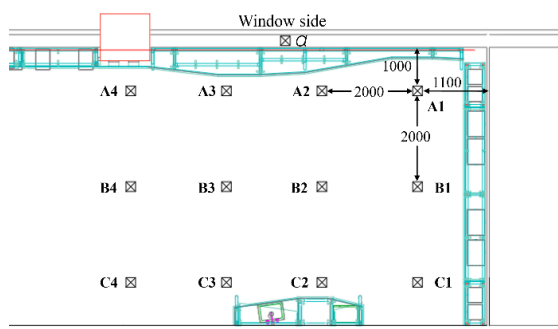 Window side
a
1000
A4 A3 A2 2000 A1 1100
2000
B4 B3 B2 B1
C4 C3 C2 C1